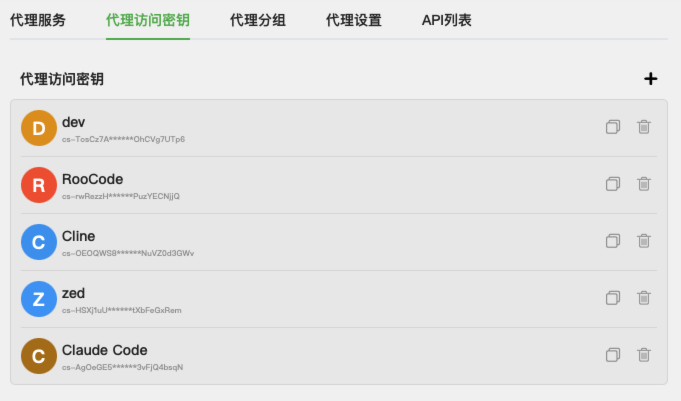 代理服务 代理访问密钥 代理分组 代理设置 API列表
代理访问密钥
D dev
cs-TosCz7A******OhCVg7UTp6
R RooCode
cs-rwRezzH******PuzYECNjjQ
C Cline
cs-OEOQWS8******NuVZ0d3GWv
Z zed
cs-HSXj1uU******tXbFeGxRem
C Claude Code
cs-AgOeGE5******3vFjQ4bsqN